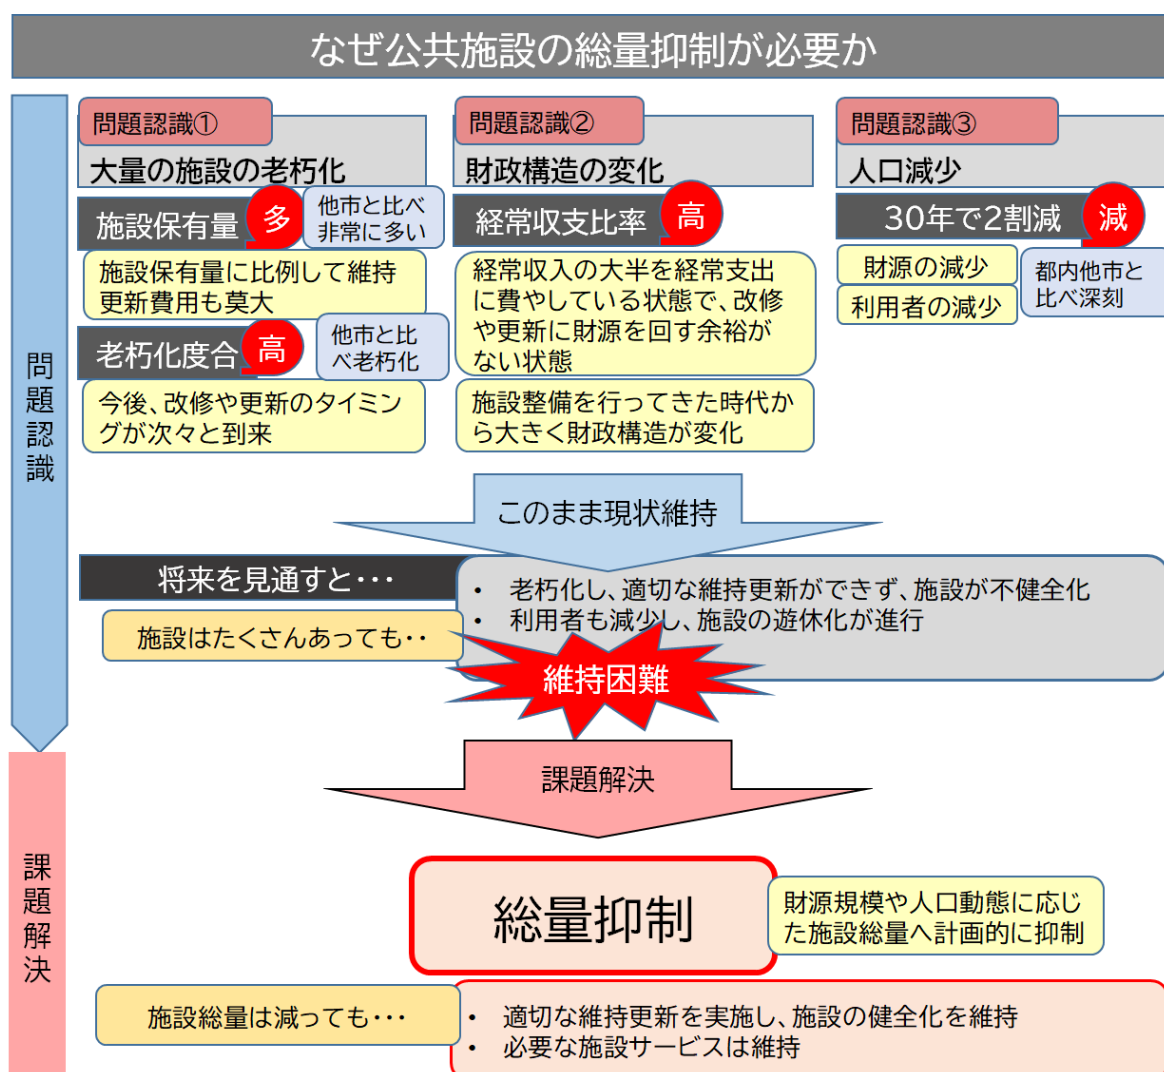 なぜ公共施設の総量抑制が必要か
問題認識
問題認識①
大量の施設の老朽化
施設保有量
多
他市と比べ
非常に多い
施設保有量に比例して維持
更新費用も莫大
老朽化度合
高
他市と比
べ老朽化
今後、改修や更新のタイミン
グが次々と到来
問題認識②
財政構造の変化
経常収支比率
高
経常収入の大半を経常支出
に費やしている状態で、改修
や更新に財源を回す余裕が
ない状態
施設整備を行ってきた時代か
ら大きく財政構造が変化
問題認識③
人口減少
30年で2割減
減
財源の減少
利用者の減少
都内他市と
比べ深刻
このまま現状維持
将来を見通すと・・・
施設はたくさんあっても・・
• 老朽化し、適切な維持更新ができず、施設が不健全化
• 利用者も減少し、施設の遊休化が進行
維持困難
課題解決
課題解決
総量抑制
財源規模や人口動態に応じ
た施設総量へ計画的に抑制
施設総量は減っても・・・
• 適切な維持更新を実施し、施設の健全化を維持
• 必要な施設サービスは維持